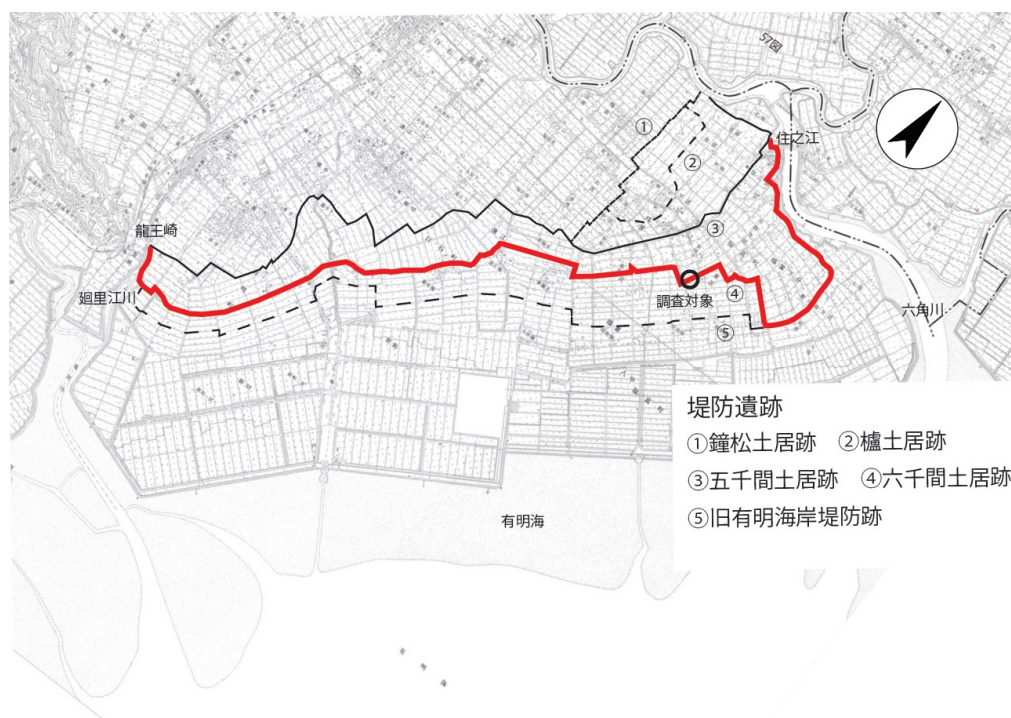 57図
①
②
住之江
③
龍王崎
廻里江川
調査対象
④
六角川
⑤
堤防遺跡
①鐘松土居跡 ②櫨土居跡
③五千間土居跡 ④六千間土居跡
⑤旧有明海岸堤防跡
有明海